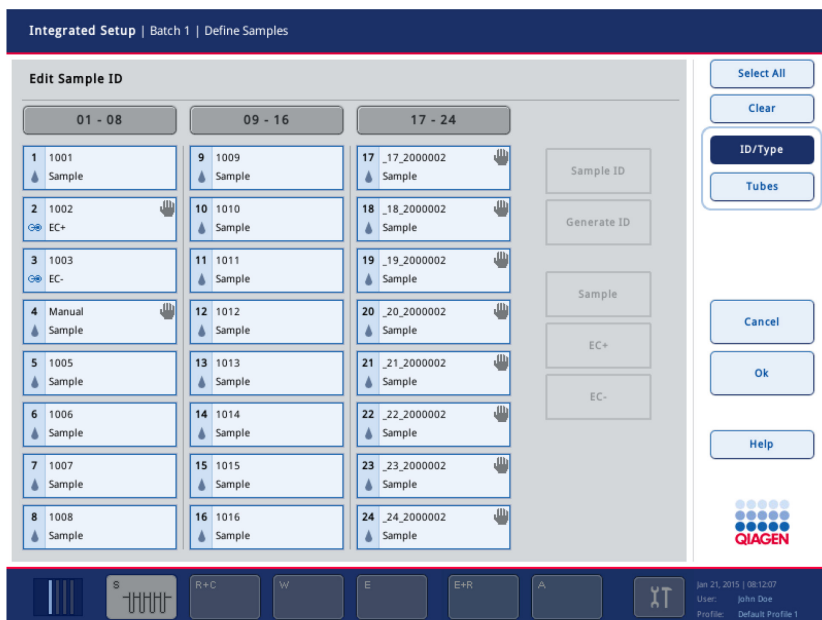 Integrated Setup | Batch 1 | Define Samples
Edit Sample ID
01 - 08
09 - 16
17 - 24
1 1001
Sample
2 1002
EC+
3 1003
EC-
4 Manual
Sample
5 1005
Sample
6 1006
Sample
7 1007
Sample
8 1008
Sample
9 1009
Sample
10 1010
Sample
11 1011
Sample
12 1012
Sample
13 1013
Sample
14 1014
Sample
15 1015
Sample
16 1016
Sample
17 _17_2000002
Sample
18 _18_2000002
Sample
19 _19_2000002
Sample
20 _20_2000002
Sample
21 _21_2000002
Sample
22 _22_2000002
Sample
23 _23_2000002
Sample
24 _24_2000002
Sample
Sample ID
Generate ID
Sample
EC+
EC-
Select All
Clear
ID/Type
Tubes
Cancel
Ok
Help
QIAGEN
S
R+C
W
E
E+R
A
Jan 21, 2015 | 08:12:07
User: John Doe
Profile: Default Profile 1